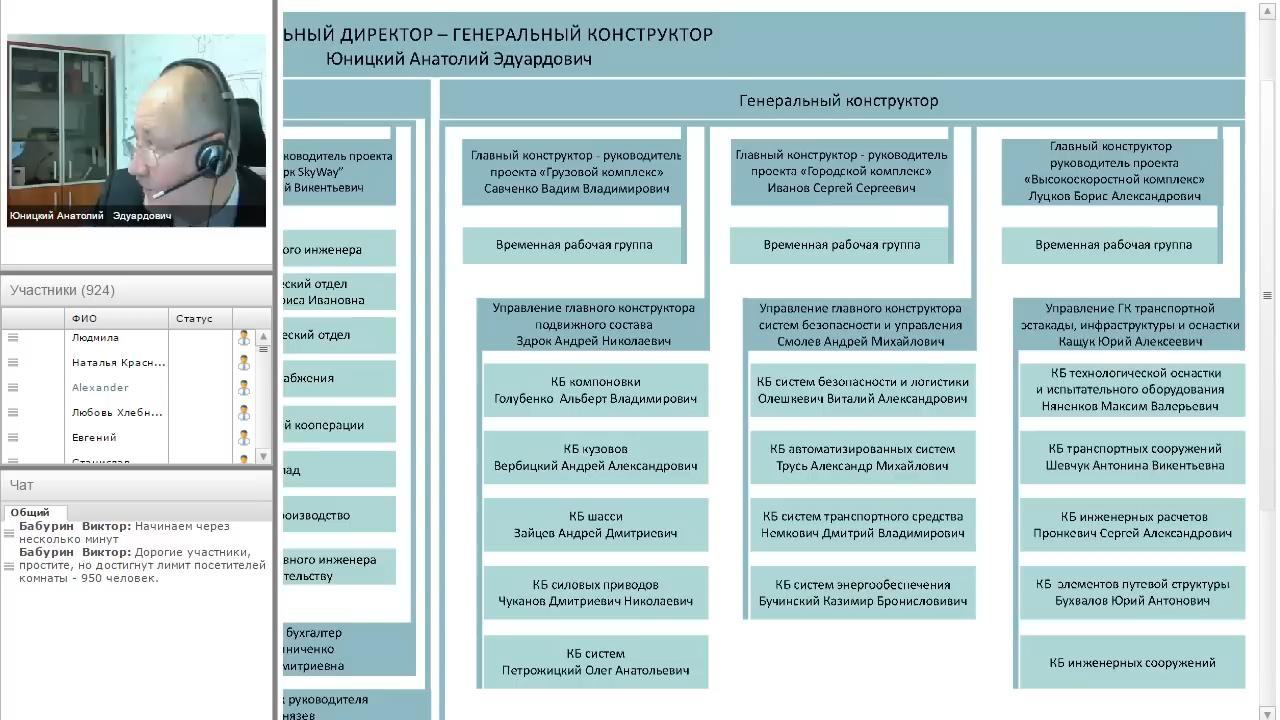 ЬНЫЙ ДИРЕКТОР – ГЕНЕРАЛЬНЫЙ КОНСТРУКТОР
Юницкий Анатолий Эдуардович
Юницкий Анатолий Эдуардович
Участники (924)
ФИО
Статус
Людмила
Наталья Красн...
Alexander
Любовь Хлебн...
Евгений
Станислав
Чат
Общий
Бабурин Виктор: Начинаем через
несколько минут
Бабурин Виктор: Дорогие участники,
простите, но достигнут лимит посетителей
комнаты - 950 человек.
ководитель проекта
рк SkyWay”
й Викентьевич
ого инженера
еский отдел
риса Ивановна
еский отдел
абжения
й кооперации
лад
роизводство
вного инженера
тельству
бухгалтер
ниченко
митриевна
к руководителя
нязев
Генеральный конструктор
Главный конструктор - руководитель
проекта «Грузовой комплекс»
Савченко Вадим Владимирович
Временная рабочая группа
Управление главного конструктора
подвижного состава
Здрок Андрей Николаевич
КБ компоновки
Голубенко Альберт Владимирович
КБ кузовов
Вербицкий Андрей Александрович
КБ шасси
Зайцев Андрей Дмитриевич
КБ силовых приводов
Чуканов Дмитриевич Николаевич
КБ систем
Петрожицкий Олег Анатольевич
Главный конструктор - руководитель
проекта «Городской комплекс»
Иванов Сергей Сергеевич
Временная рабочая группа
Управление главного конструктора
систем безопасности и управления
Смолев Андрей Михайлович
КБ систем безопасности и логистики
Олешкевич Виталий Александрович
КБ автоматизированных систем
Трусь Александр Михайлович
КБ систем транспортного средства
Немкович Дмитрий Владимирович
КБ систем энергообеспечения
Бучинский Казимир Брониславивич
Главный конструктор
руководитель проекта
«Высокоскоростной комплекс»
Луцков Борис Александрович
Временная рабочая группа
Управление ГК транспортной
эстакады, инфраструктуры и оснастки
Кащук Юрий Алексеевич
КБ технологической оснастки
и испытательного оборудования
Няненков Максим Валерьевич
КБ транспортных сооружений
Шевчук Антонина Викентьевна
КБ инженерных расчетов
Пронкевич Сергей Александрович
КБ элементов путевой структуры
Бухвалов Юрий Антонович
КБ инженерных сооружений